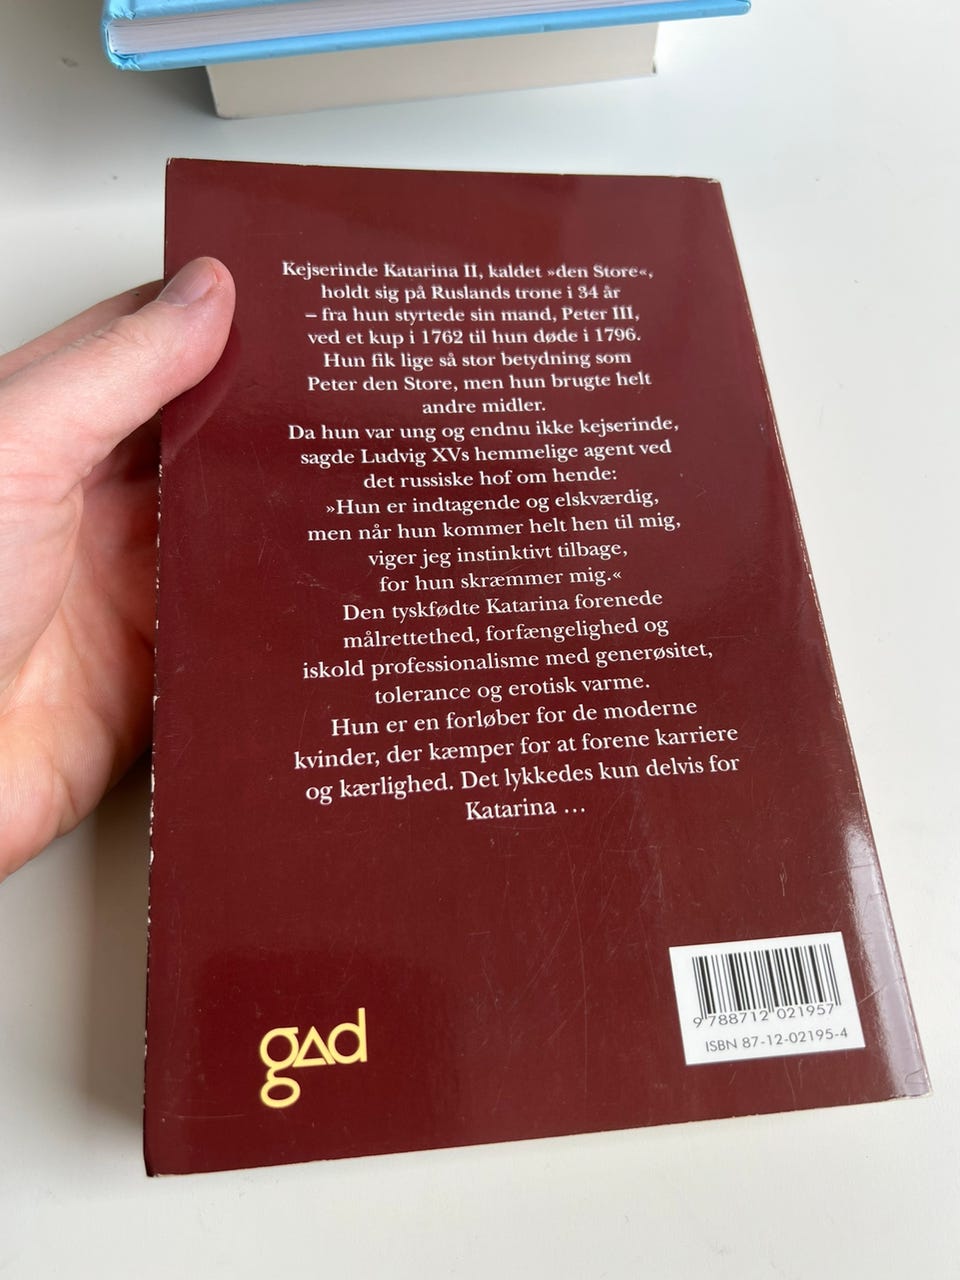 Kejserinde Katarina II, kaldet »den Store«,
holdt sig på Ruslands trone i 34 år
– fra hun styrtede sin mand, Peter III,
ved et kup i 1762 til hun døde i 1796.
Hun fik lige så stor betydning som
Peter den Store, men hun brugte helt
andre midler.
Da hun var ung og endnu ikke kejserinde,
sagde Ludvig XVs hemmelige agent ved
det russiske hof om hende:
»Hun er indtagende og elskværdig,
men når hun kommer helt hen til mig,
viger jeg instinktivt tilbage,
for hun skræmmer mig.«
Den tyskfødte Katarina forenede
målrettethed, forfængelighed og
iskold professionalisme med generøsitet,
tolerance og erotisk varme.
Hun er en forløber for de moderne
kvinder, der kæmper for at forene karriere
og kærlighed. Det lykkedes kun delvis for
Katarina ...
gad
9 788712 021957
ISBN 87-12-02195-4